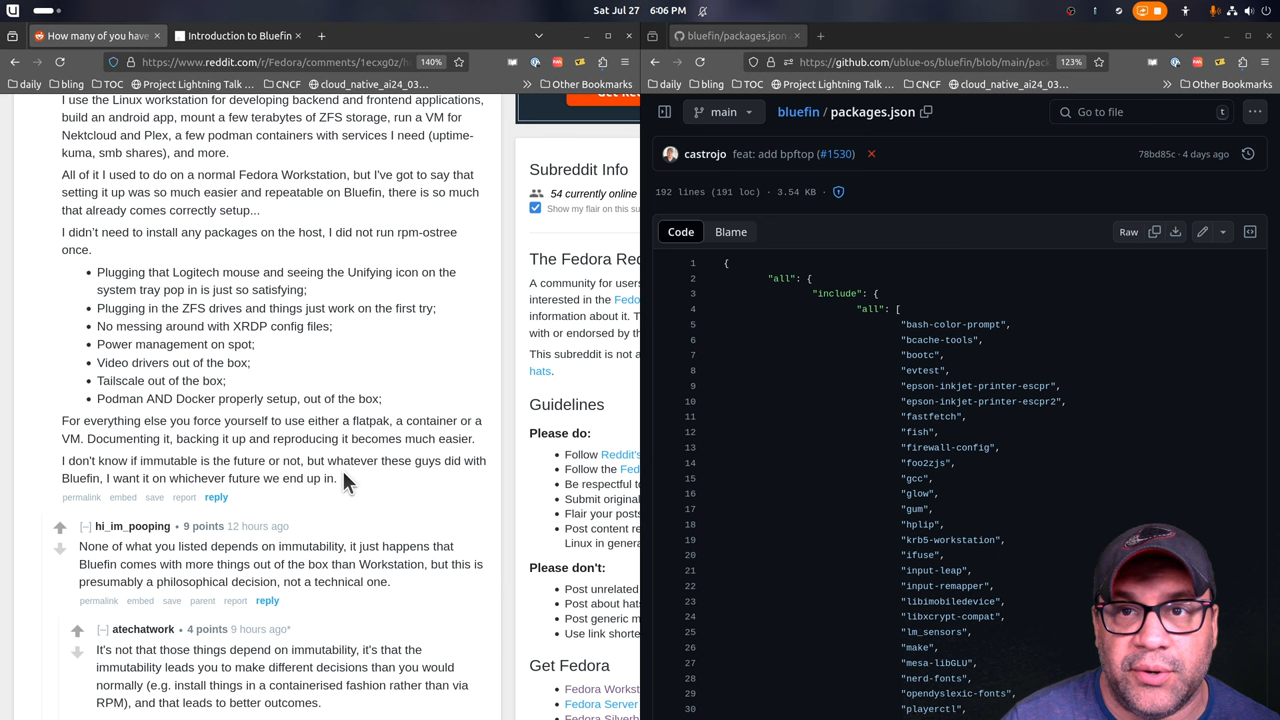 Sat Jul 27 6:06 PM
How many of you have
Introduction to Bluefin
https://www.reddit.com/r/Fedora/comments/1ecxg0z/h
140%
daily
bling
TOC
Project Lightning Talk ...
CNCF
cloud_native_ai24_03...
Other Bookmarks
I use the Linux workstation for developing backend and frontend applications,
build an android app, mount a few terabytes of ZFS storage, run a VM for
Nektcloud and Plex, a few podman containers with services I need (uptime-
kuma, smb shares), and more.
All of it I used to do on a normal Fedora Workstation, but I've got to say that
setting it up was so much easier and repeatable on Bluefin, there is so much
that already comes correctly setup...
I didn't need to install any packages on the host, I did not run rpm-ostree
once.
• Plugging that Logitech mouse and seeing the Unifying icon on the
system tray pop in is just so satisfying;
• Plugging in the ZFS drives and things just work on the first try;
• No messing around with XRDP config files;
• Power management on spot;
• Video drivers out of the box;
• Tailscale out of the box;
• Podman AND Docker properly setup, out of the box;
For everything else you force yourself to use either a flatpak, a container or a
VM. Documenting it, backing it up and reproducing it becomes much easier.
I don't know if immutable is the future or not, but whatever these guys did with
Bluefin, I want it on whichever future we end up in.
permalink embed save report reply
[–] hi_im_pooping • 9 points 12 hours ago
None of what you listed depends on immutability, it just happens that
Bluefin comes with more things out of the box than Workstation, but this is
presumably a philosophical decision, not a technical one.
permalink embed save parent report reply
[–] atechatwork • 4 points 9 hours ago*
It's not that those things depend on immutability, it's that the
immutability leads you to make different decisions than you would
normally (e.g. install things in a containerised fashion rather than via
RPM), and that leads to better outcomes.
Subreddit Info
54 currently online
Show my flair on this su
The Fedora Red
A community for users
interested in the Fedo
information about it. T
with or endorsed by th
This subreddit is not a
hats.
Guidelines
Please do:
• Follow Reddit's
• Follow the Fed
• Be respectful to
• Submit original
• Flair your posts
• Post content re
Linux in genera
Please don't:
• Post unrelated
• Post about hats
• Post generic m
• Use link shorte
Get Fedora
• Fedora Workst
• Fedora Server
• Fedora Silverb
bluefin/packages.json
https://github.com/ublue-os/bluefin/blob/main/pack
123%
daily
bling
TOC
Project Lightning Talk ...
CNCF
cloud_native_ai24_03...
Other Bookmarks
main
bluefin / packages.json
Go to file
t
castrojo feat: add bpftop (#1530)
78bd85c · 4 days ago
192 lines (191 loc) · 3.54 KB
Code Blame
Raw
1 {
2 "all": {
3 "include": {
4 "all": [
5 "bash-color-prompt",
6 "bcache-tools",
7 "bootc",
8 "evtest",
9 "epson-inkjet-printer-escpr",
10 "epson-inkjet-printer-escpr2",
11 "fastfetch",
12 "fish",
13 "firewall-config",
14 "foo2zjs",
15 "gcc",
16 "glow",
17 "gum",
18 "hplip",
19 "krb5-workstation",
20 "ifuse",
21 "input-leap",
22 "input-remapper",
23 "libimobiledevice",
24 "libxcrypt-compat",
25 "lm_sensors",
26 "make",
27 "mesa-libGLU",
28 "nerd-fonts",
29 "opendyslexic-fonts",
30 "playerctl",